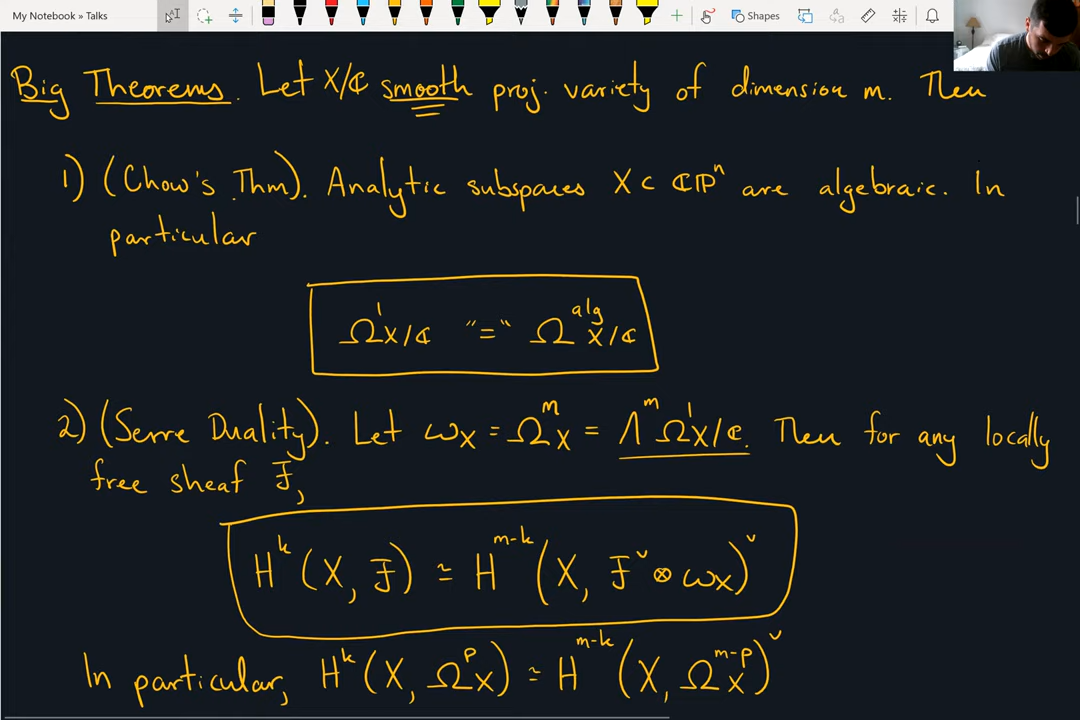 My Notebook » Talks
Shapes
Big Theorems. Let X/ℂ smooth proj. variety of dimension m. Then
1) (Chow's Thm). Analytic subspaces X ⊂ ℂℙⁿ are algebraic. In
particular
Ω¹X/ℂ "=" Ω^alg X/ℂ
2) (Serre Duality). Let ωx = Ω^m X = Λ^m Ω¹X/ℂ. Then for any locally
free sheaf F,
H^k (X, F) ≃ H^m-k (X, F^v ⊗ ωx)^v
In particular, H^k (X, Ω^p X) ≃ H^m-k (X, Ω^m-p X)^v